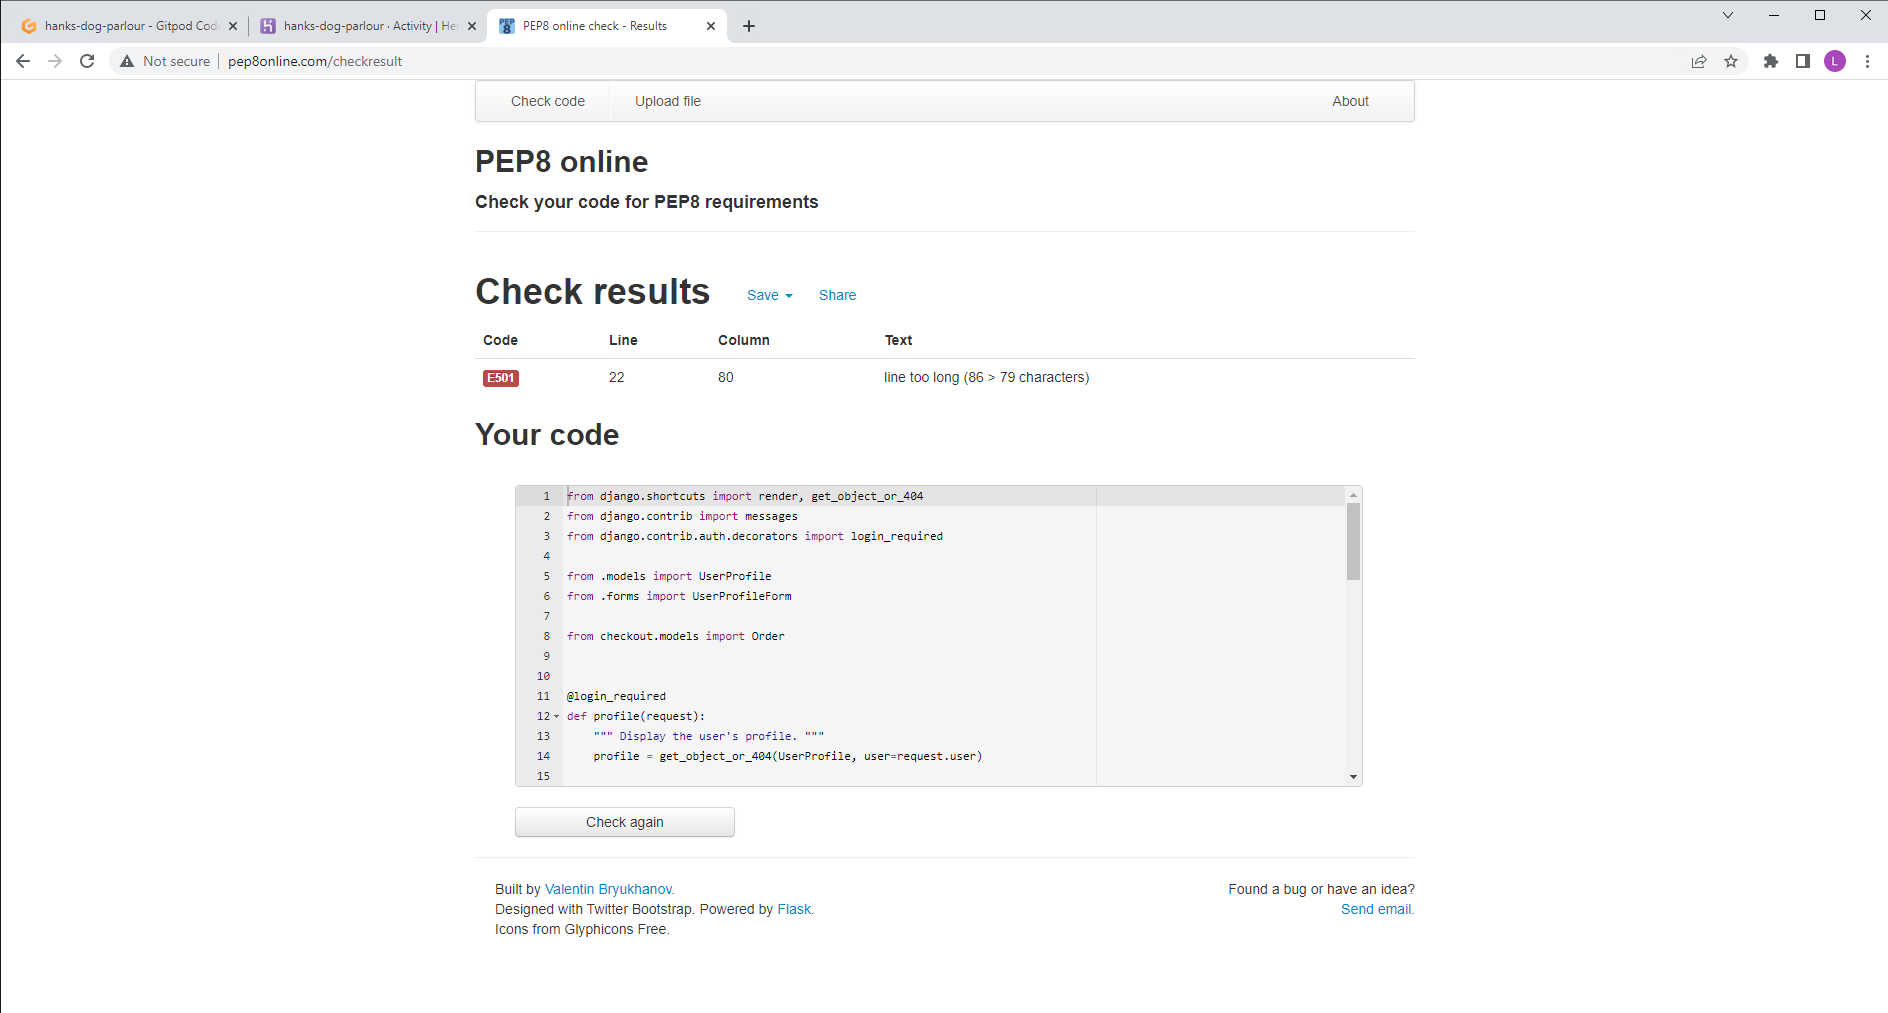 hanks-dog-parlour - Gitpod Cod
hanks-dog-parlour · Activity | He
PEP8 online check - Results
Not secure
pep8online.com/checkresult
L
Check code
Upload file
About
PEP8 online
Check your code for PEP8 requirements
Check results
Save
Share
Code Line Column Text
E501 22 80 line too long (86 > 79 characters)
Your code
1 from django.shortcuts import render, get_object_or_404
2 from django.contrib import messages
3 from django.contrib.auth.decorators import login_required
4
5 from .models import UserProfile
6 from .forms import UserProfileForm
7
8 from checkout.models import Order
9
10
11 @login_required
12 def profile(request):
13 """ Display the user's profile. """
14 profile = get_object_or_404(UserProfile, user=request.user)
15
Check again
Built by Valentin Bryukhanov.
Designed with Twitter Bootstrap. Powered by Flask.
Icons from Glyphicons Free.
Found a bug or have an idea?
Send email.